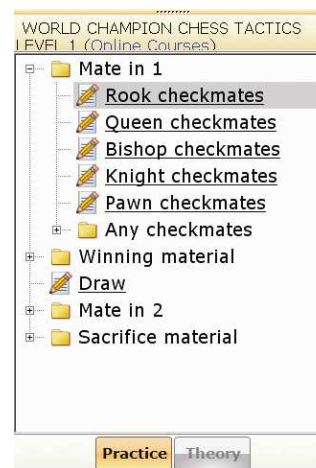 WORLD CHAMPION CHESS TACTICS
LEVEL 1 (Online Courses)
Mate in 1
Rook checkmates
Queen checkmates
Bishop checkmates
Knight checkmates
Pawn checkmates
Any checkmates
Winning material
Draw
Mate in 2
Sacrifice material
Practice Theory